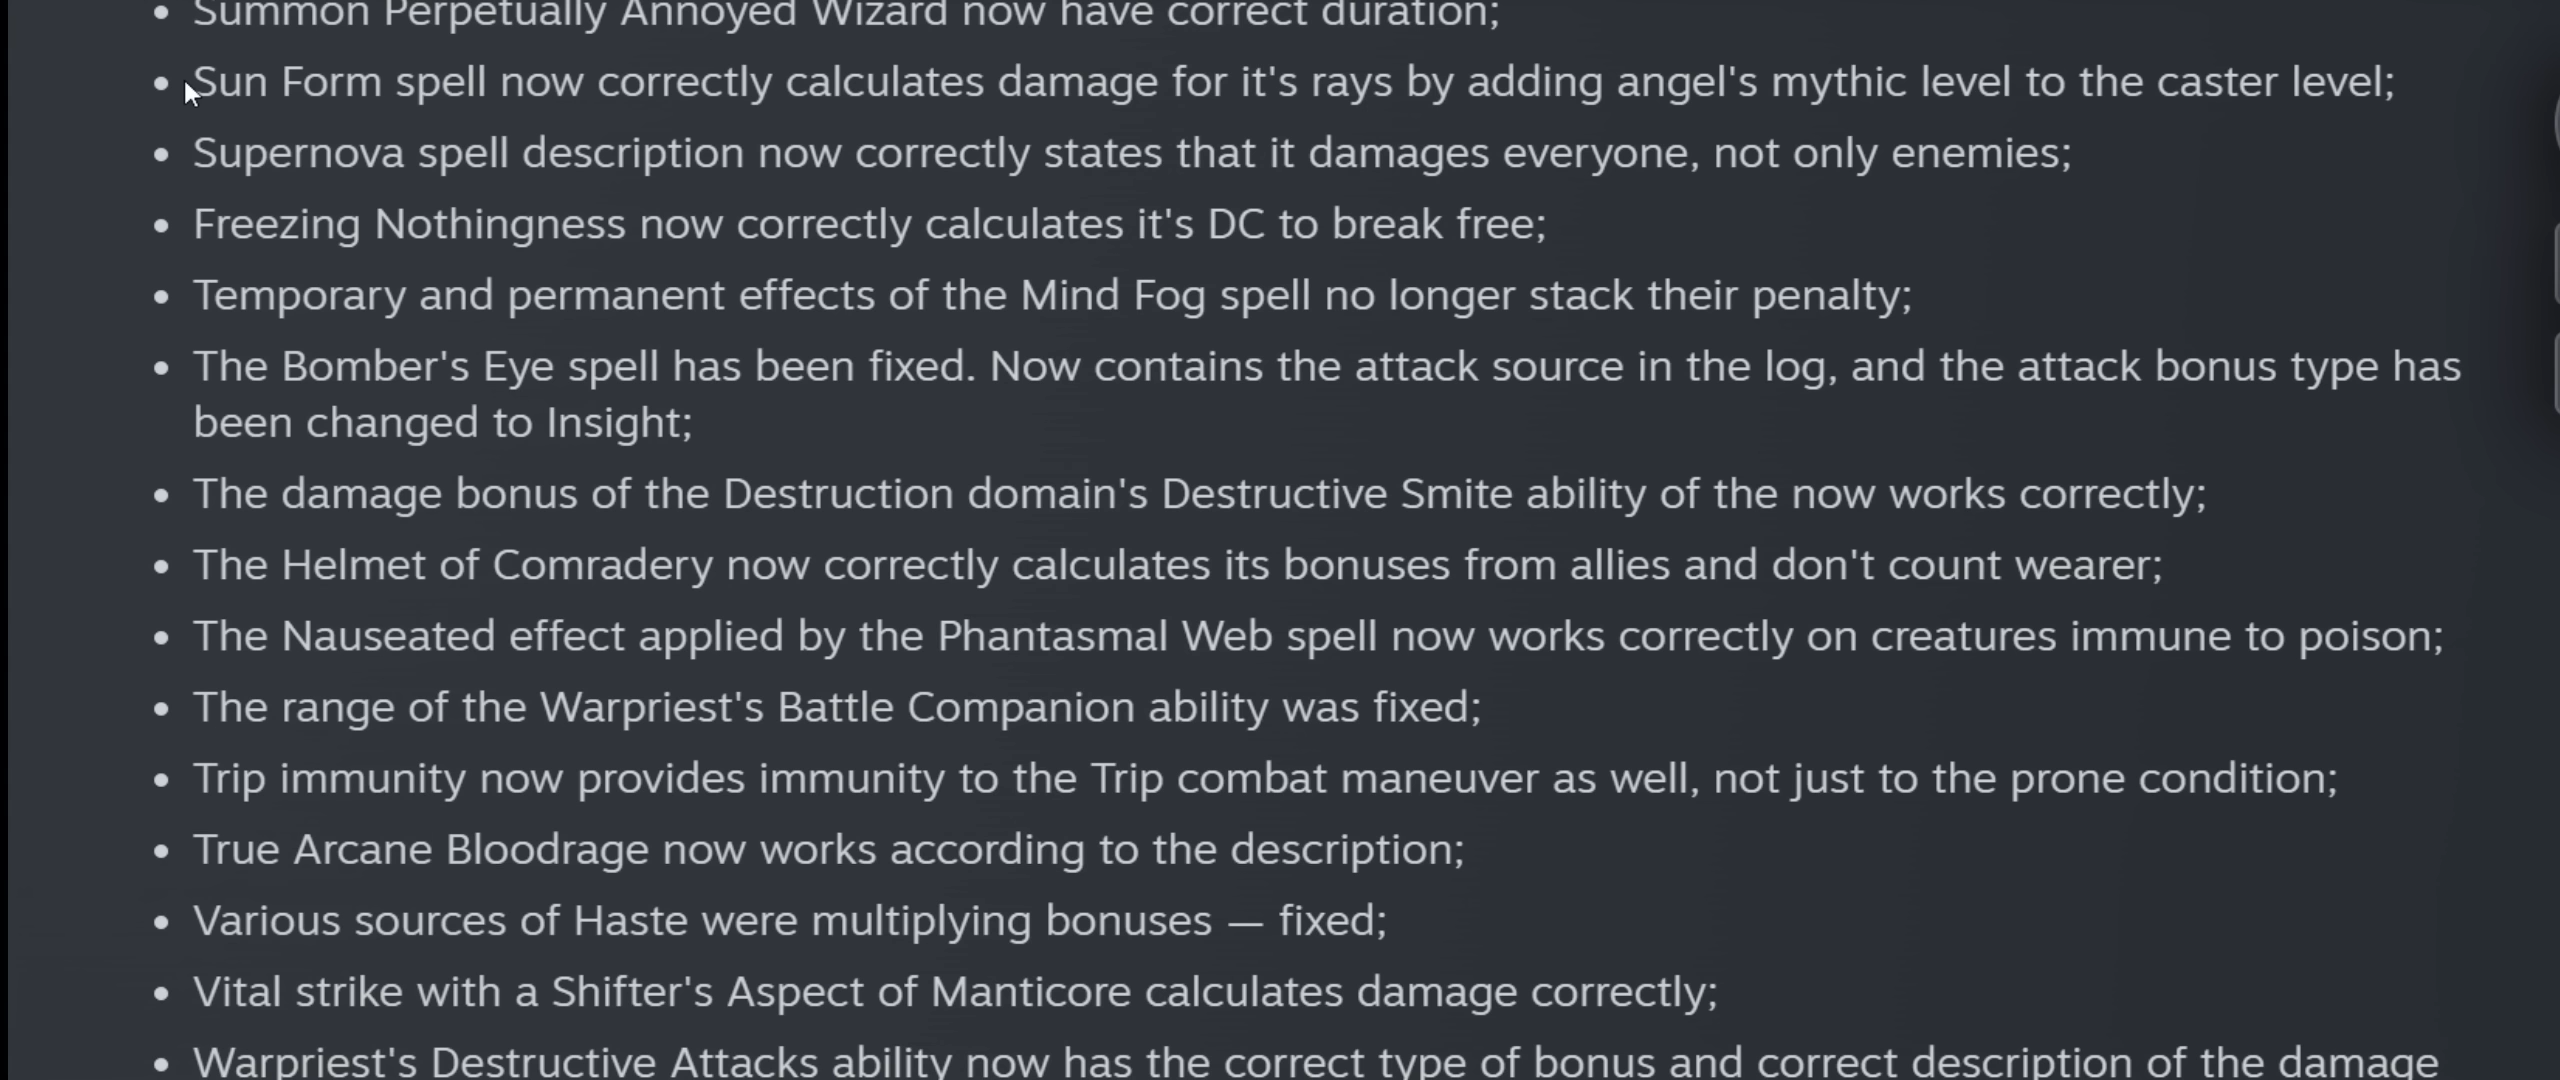 • Summon Perpetually Annoyed Wizard now have correct duration;
• Sun Form spell now correctly calculates damage for it's rays by adding angel's mythic level to the caster level;
• Supernova spell description now correctly states that it damages everyone, not only enemies;
• Freezing Nothingness now correctly calculates it's DC to break free;
• Temporary and permanent effects of the Mind Fog spell no longer stack their penalty;
• The Bomber's Eye spell has been fixed. Now contains the attack source in the log, and the attack bonus type has
been changed to Insight;
• The damage bonus of the Destruction domain's Destructive Smite ability of the now works correctly;
• The Helmet of Comradery now correctly calculates its bonuses from allies and don't count wearer;
• The Nauseated effect applied by the Phantasmal Web spell now works correctly on creatures immune to poison;
• The range of the Warpriest's Battle Companion ability was fixed;
• Trip immunity now provides immunity to the Trip combat maneuver as well, not just to the prone condition;
• True Arcane Bloodrage now works according to the description;
• Various sources of Haste were multiplying bonuses — fixed;
• Vital strike with a Shifter's Aspect of Manticore calculates damage correctly;
• Warpriest's Destructive Attacks ability now has the correct type of bonus and correct description of the damage